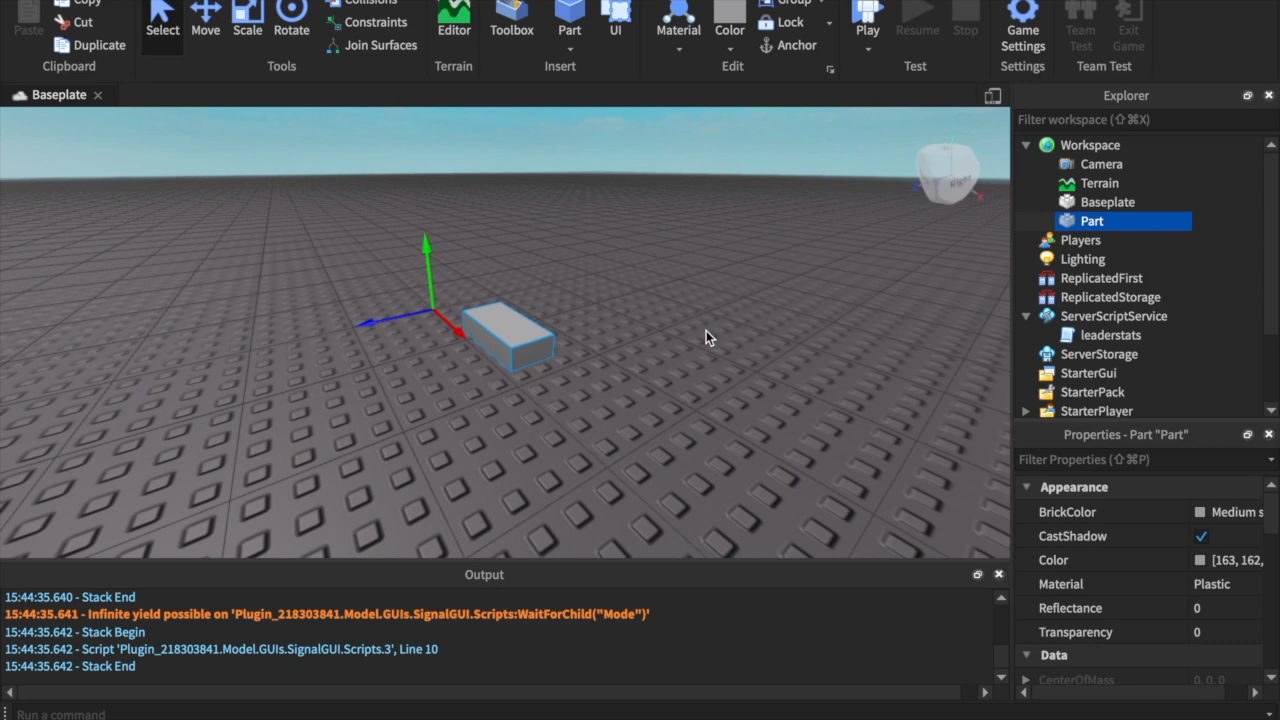 Copy
Collisions
Group
Paste
Cut
Select
Move
Scale
Rotate
Constraints
Editor
Toolbox
Part
UI
Material
Color
Lock
Play
Resume
Stop
Game
Settings
Team
Test
Exit
Game
Duplicate
Join Surfaces
Anchor
Clipboard
Tools
Terrain
Insert
Edit
Test
Settings
Team Test
Baseplate
Explorer
Filter workspace (⇧⌘X)
Workspace
Camera
Terrain
Baseplate
Part
Players
Lighting
ReplicatedFirst
ReplicatedStorage
ServerScriptService
leaderstats
ServerStorage
StarterGui
StarterPack
StarterPlayer
Properties - Part "Part"
Filter Properties (⇧⌘P)
Appearance
BrickColor Medium s
CastShadow
Color [163, 162,
Material Plastic
Reflectance 0
Transparency 0
Data
CenterOfMass 0, 0, 0
Output
15:44:35.640 - Stack End
15:44:35.641 - Infinite yield possible on 'Plugin_218303841.Model.GUIs.SignalGUI.Scripts:WaitForChild("Mode")'
15:44:35.642 - Stack Begin
15:44:35.642 - Script 'Plugin_218303841.Model.GUIs.SignalGUI.Scripts.3', Line 10
15:44:35.642 - Stack End
Run a command